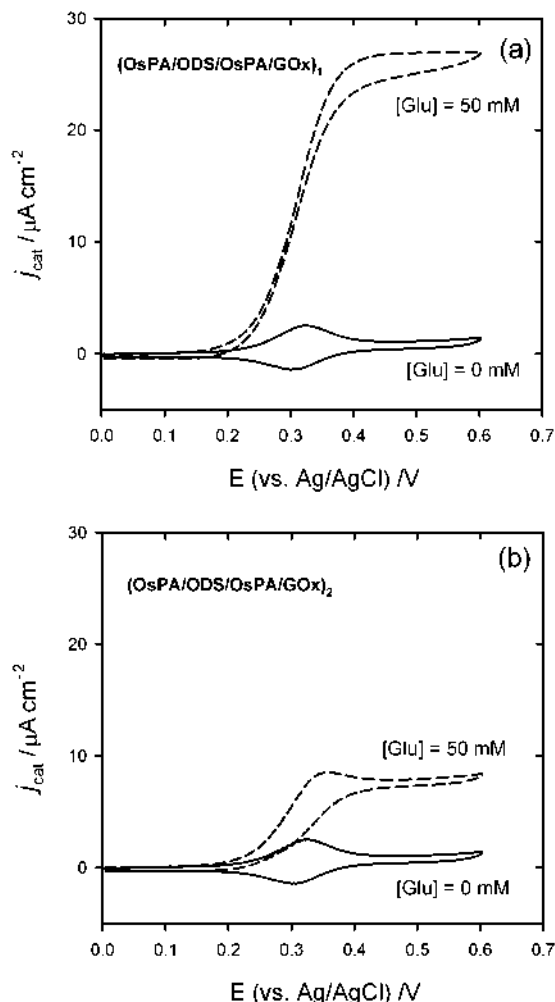 30
(a)
(OsPA/ODS/OsPA/GOx)₁
[Glu] = 50 mM
20
10
0
[Glu] = 0 mM
j cat / µA cm⁻²
0.0 0.1 0.2 0.3 0.4 0.5 0.6 0.7
E (vs. Ag/AgCl) /V
30
(b)
(OsPA/ODS/OsPA/GOx)₂
20
10
[Glu] = 50 mM
0
[Glu] = 0 mM
j cat / µA cm⁻²
0.0 0.1 0.2 0.3 0.4 0.5 0.6 0.7
E (vs. Ag/AgCl) /V